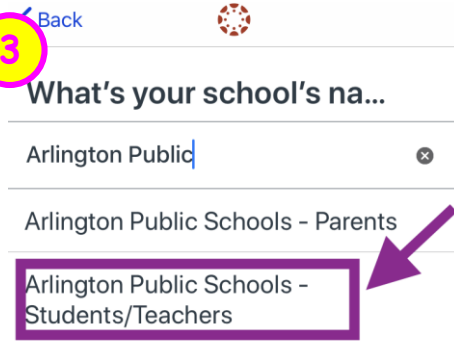 Back
3
What's your school's na...
Arlington Public
Arlington Public Schools - Parents
Arlington Public Schools -
Students/Teachers